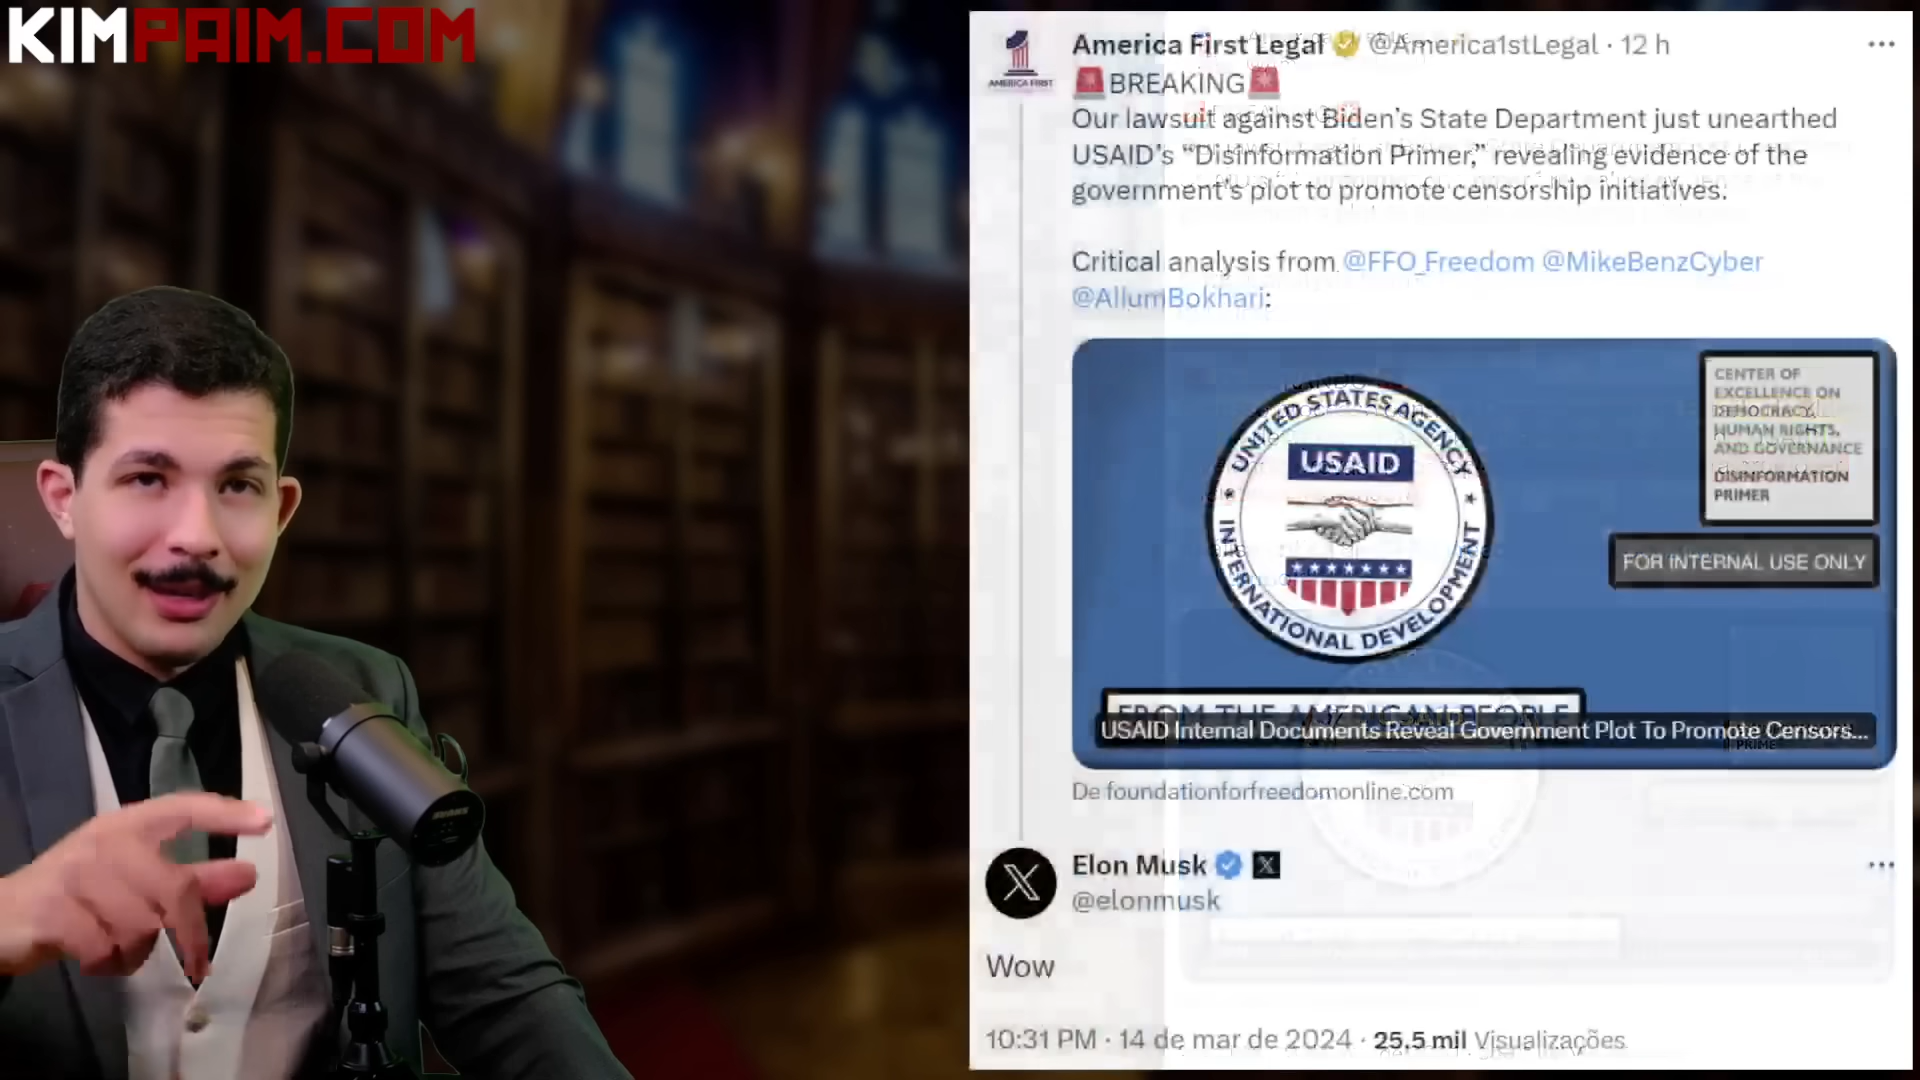 KIMPAIM.COM
America First Legal @America1stLegal · 12 h
AMERICA FIRST
BREAKING
Our lawsuit against Biden’s State Department just unearthed
USAID’s “Disinformation Primer,” revealing evidence of the
government’s plot to promote censorship initiatives.
Critical analysis from @FFO_Freedom @MikeBenzCyber
@AllumBokhari:
UNITED STATES AGENCY
USAID
INTERNATIONAL DEVELOPMENT
CENTER OF
EXCELLENCE ON
DEMOCRACY,
HUMAN RIGHTS,
AND GOVERNANCE
DISINFORMATION
PRIMER
FOR INTERNAL USE ONLY
FROM THE AMERICAN PEOPLE
USAID Internal Documents Reveal Government Plot To Promote Censors...
De foundationforfreedomonline.com
Elon Musk
@elonmusk
Wow
10:31 PM · 14 de mar de 2024 · 25.5 mil Visualizações